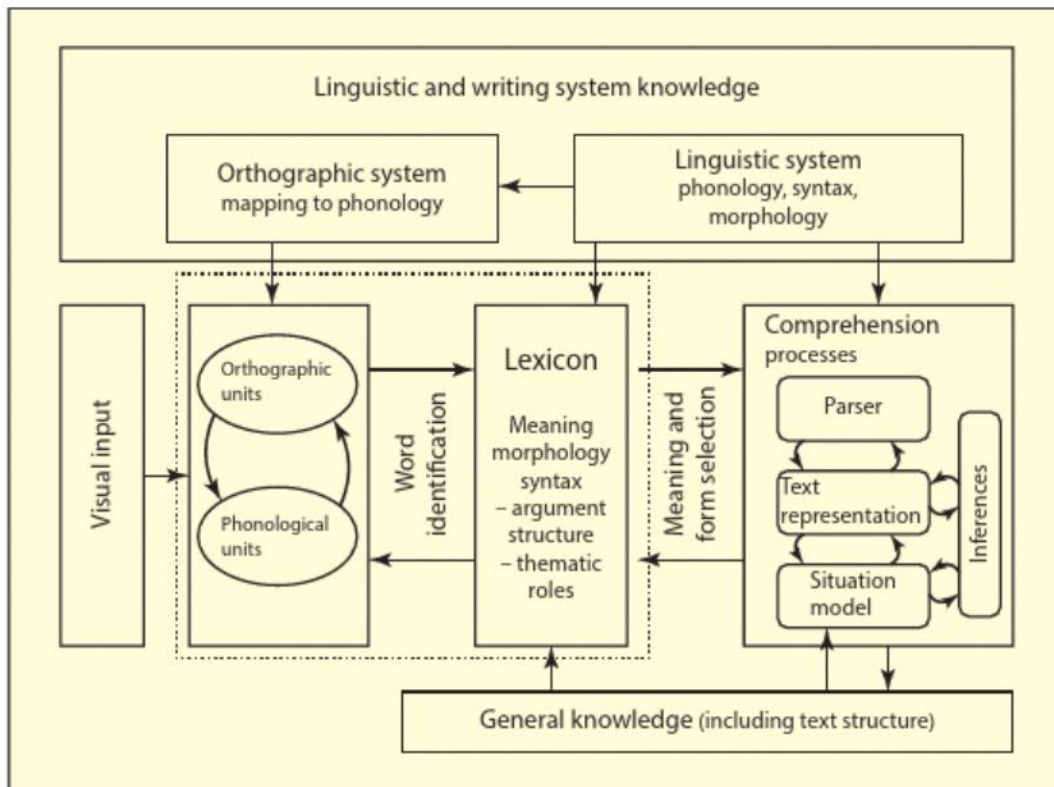 Linguistic and writing system knowledge
Orthographic system
mapping to phonology
Linguistic system
phonology, syntax,
morphology
Visual input
Orthographic
units
Phonological
units
Word
identification
Lexicon
Meaning
morphology
syntax
– argument
structure
– thematic
roles
Meaning and
form selection
Comprehension
processes
Parser
Text
representation
Situation
model
Inferences
General knowledge (including text structure)